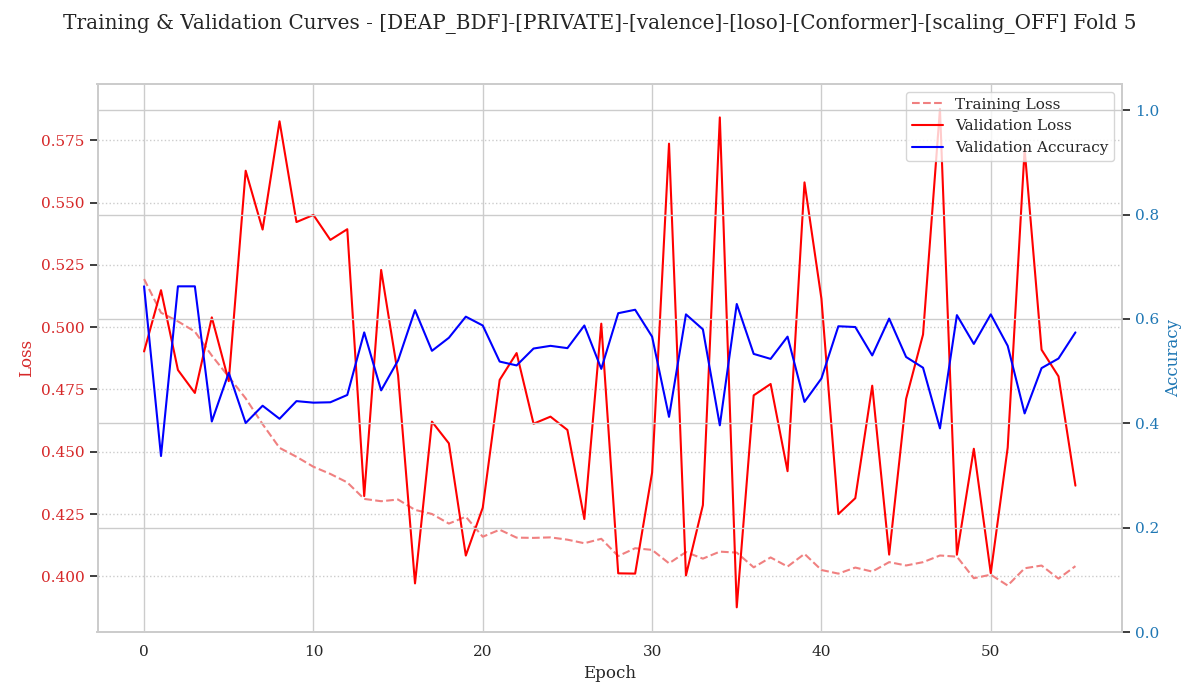 Training & Validation Curves - [DEAP_BDF]-[PRIVATE]-[valence]-[loso]-[Conformer]-[scaling_OFF] Fold 5
Training Loss
Validation Loss
Validation Accuracy
Loss
0.575
0.550
0.525
0.500
0.475
0.450
0.425
0.400
1.0
0.8
0.6
0.4
0.2
0.0
Accuracy
0 10 20 30 40 50
Epoch